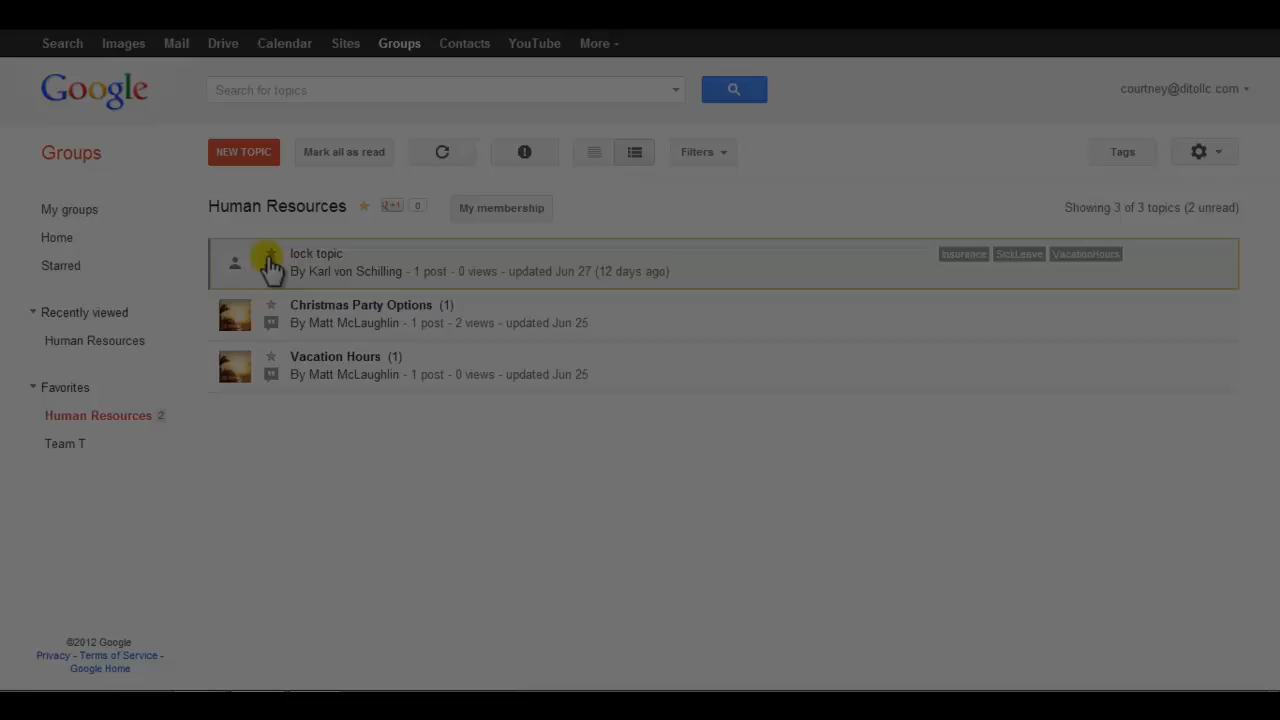 Search Images Mail Drive Calendar Sites Groups Contacts YouTube More
Google
Search for topics
courtney@ditollc.com
Groups
NEW TOPIC
Mark all as read
Filters
Tags
My groups
Home
Starred
Recently viewed
Human Resources
Favorites
Human Resources 2
Team T
Human Resources
+1 0
My membership
Showing 3 of 3 topics (2 unread)
lock topic
Insurance SickLeave VacationHours
By Karl von Schilling - 1 post - 0 views - updated Jun 27 (12 days ago)
Christmas Party Options (1)
By Matt McLaughlin - 1 post - 2 views - updated Jun 25
Vacation Hours (1)
By Matt McLaughlin - 1 post - 0 views - updated Jun 25
©2012 Google
Privacy - Terms of Service -
Google Home